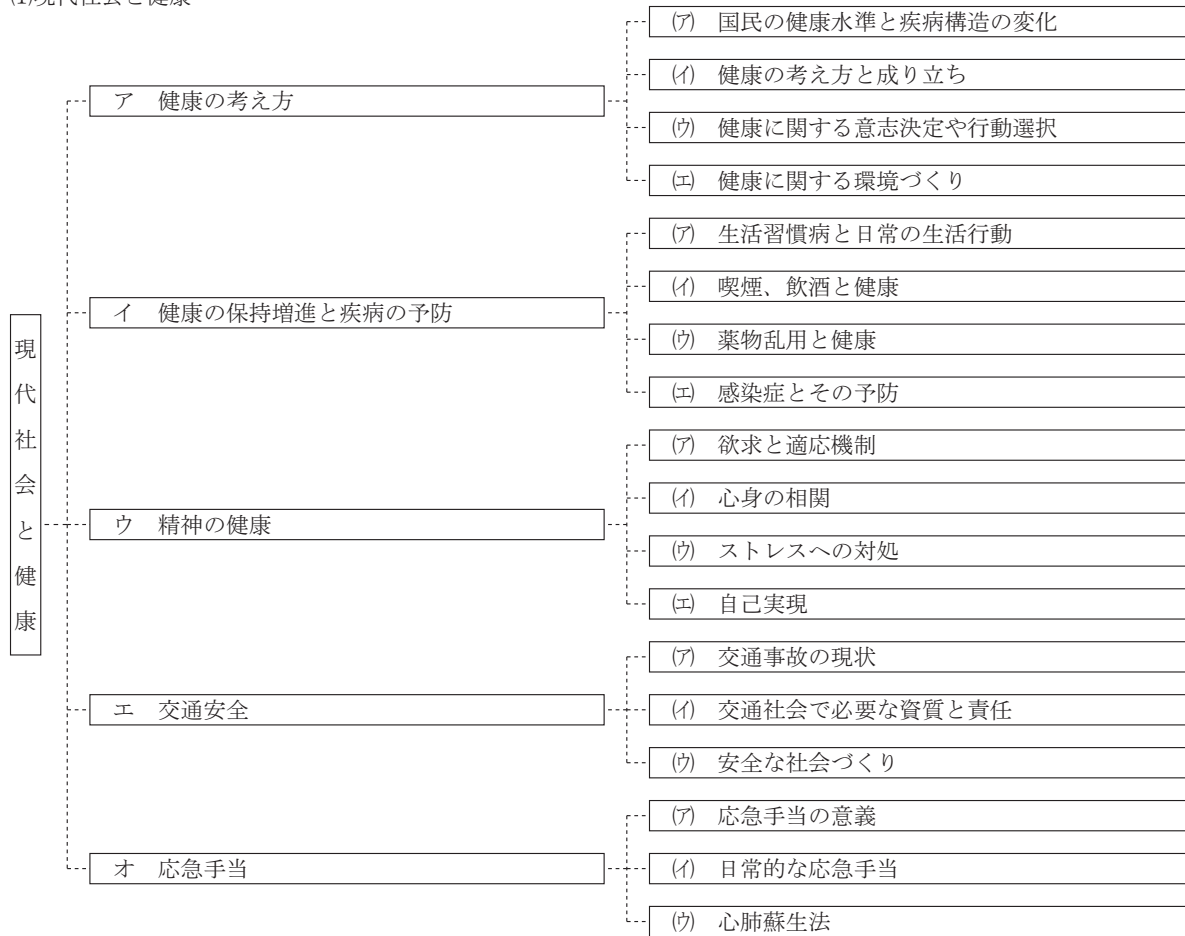 ⑴現代社会と健康
現代社会と健康
ア 健康の考え方
㋐ 国民の健康水準と疾病構造の変化
㋑ 健康の考え方と成り立ち
㋒ 健康に関する意志決定や行動選択
㋓ 健康に関する環境づくり
イ 健康の保持増進と疾病の予防
㋐ 生活習慣病と日常の生活行動
㋑ 喫煙、飲酒と健康
㋒ 薬物乱用と健康
㋓ 感染症とその予防
ウ 精神の健康
㋐ 欲求と適応機制
㋑ 心身の相関
㋒ ストレスへの対処
㋓ 自己実現
エ 交通安全
㋐ 交通事故の現状
㋑ 交通社会で必要な資質と責任
㋒ 安全な社会づくり
オ 応急手当
㋐ 応急手当の意義
㋑ 日常的な応急手当
㋒ 心肺蘇生法